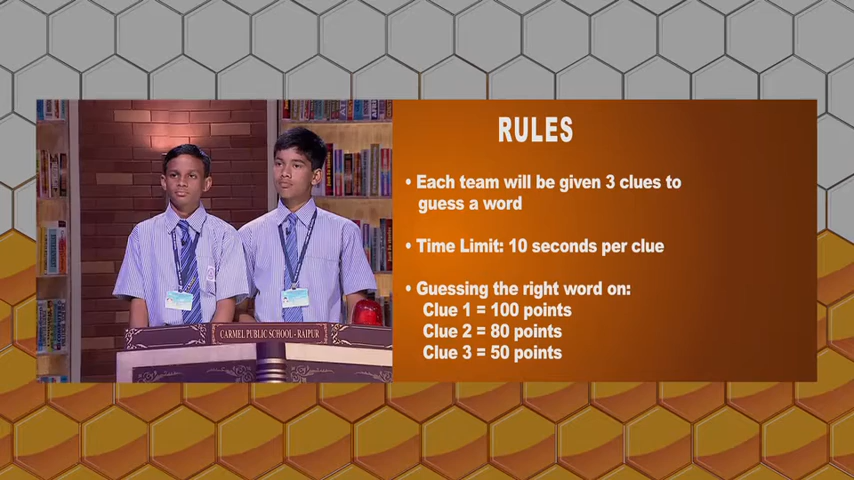 CARMEL PUBLIC SCHOOL - RAIPUR
RULES
• Each team will be given 3 clues to
guess a word
• Time Limit: 10 seconds per clue
• Guessing the right word on:
Clue 1 = 100 points
Clue 2 = 80 points
Clue 3 = 50 points